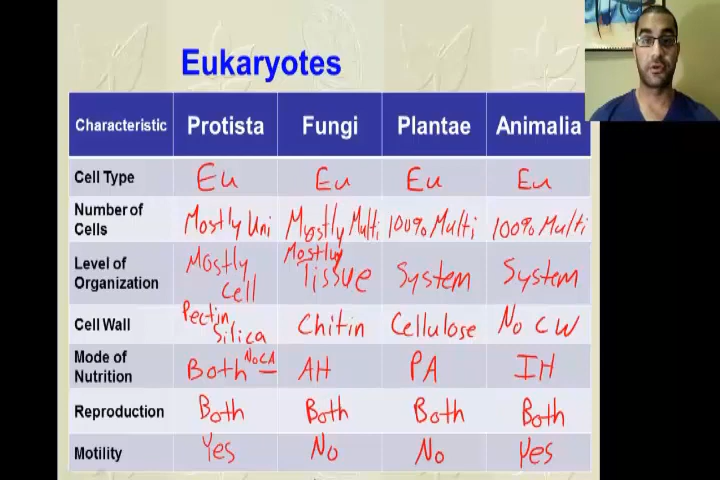 Eukaryotes
Characteristic Protista Fungi Plantae Animalia
Cell Type Eu Eu Eu Eu
Number of Cells Mostly Uni Mostly Multi 100% Multi 100% Multi
Level of Organization Mostly Cell Mostly Tissue System System
Cell Wall Pectin Silica Chitin Cellulose No CW
Mode of Nutrition Both No CA AH PA IH
Reproduction Both Both Both Both
Motility Yes No No Yes